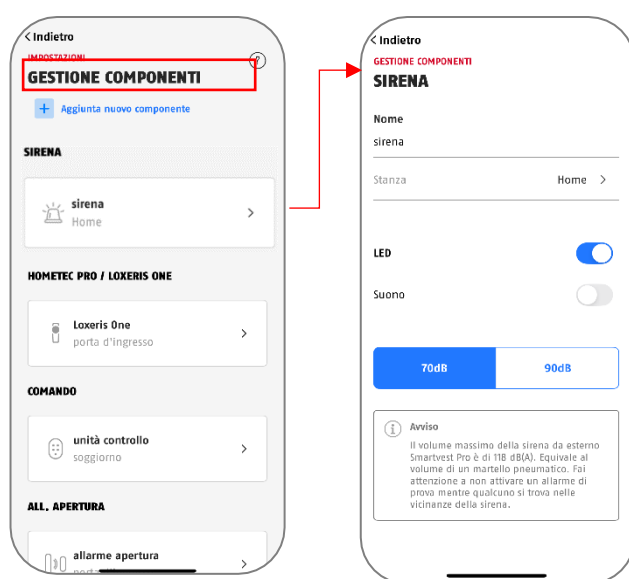 < Indietro
IMPOSTAZIONI
GESTIONE COMPONENTI
?
+ Aggiunta nuovo componente
SIRENA
sirena
Home
HOMETEC PRO / LOXERIS ONE
Loxeris One
porta d'ingresso
COMANDO
unità controllo
soggiorno
ALL. APERTURA
allarme apertura
< Indietro
GESTIONE COMPONENTI
SIRENA
Nome
sirena
Stanza Home >
LED
Suono
70dB 90dB
i Avviso
Il volume massimo della sirena da esterno
Smartvest Pro è di 118 dB(A). Equivale al
volume di un martello pneumatico. Fai
attenzione a non attivare un allarme di
prova mentre qualcuno si trova nelle
vicinanze della sirena.